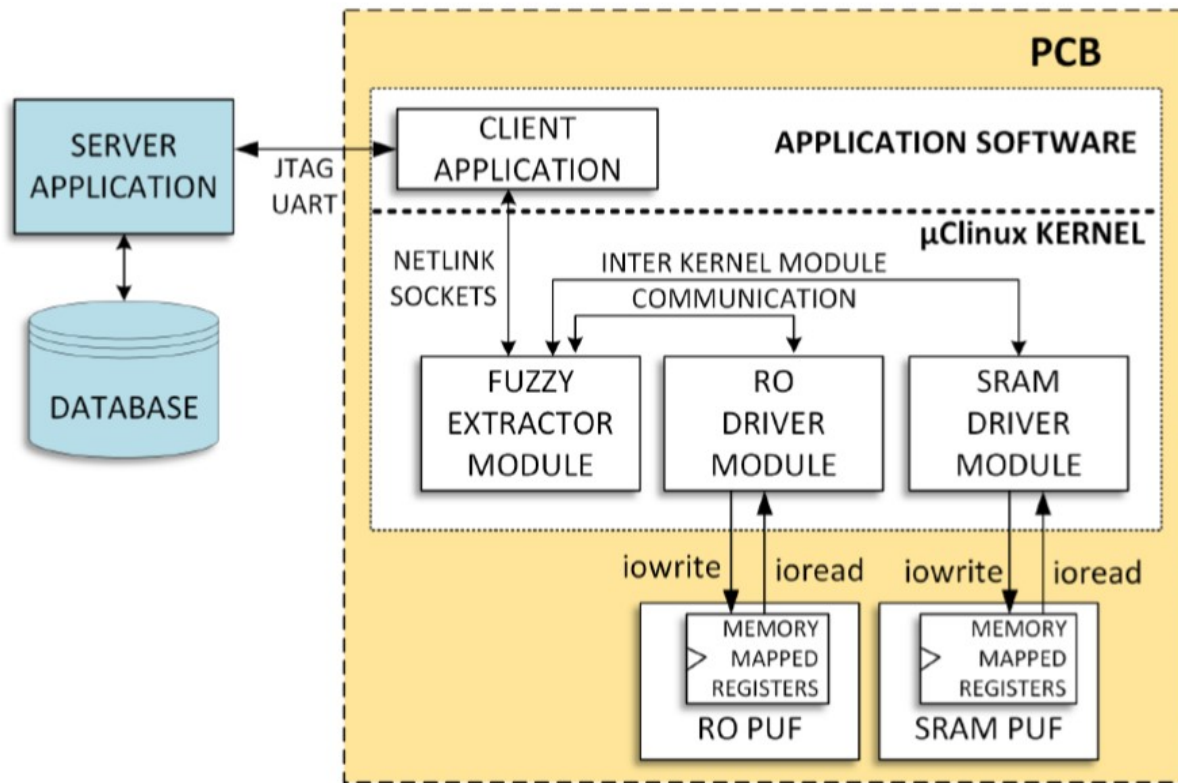 PCB
SERVER
APPLICATION
JTAG
UART
CLIENT
APPLICATION
APPLICATION SOFTWARE
µClinux KERNEL
NETLINK
SOCKETS
INTER KERNEL MODULE
COMMUNICATION
DATABASE
FUZZY
EXTRACTOR
MODULE
RO
DRIVER
MODULE
SRAM
DRIVER
MODULE
iowrite
ioread
iowrite
ioread
MEMORY
MAPPED
REGISTERS
RO PUF
MEMORY
MAPPED
REGISTERS
SRAM PUF